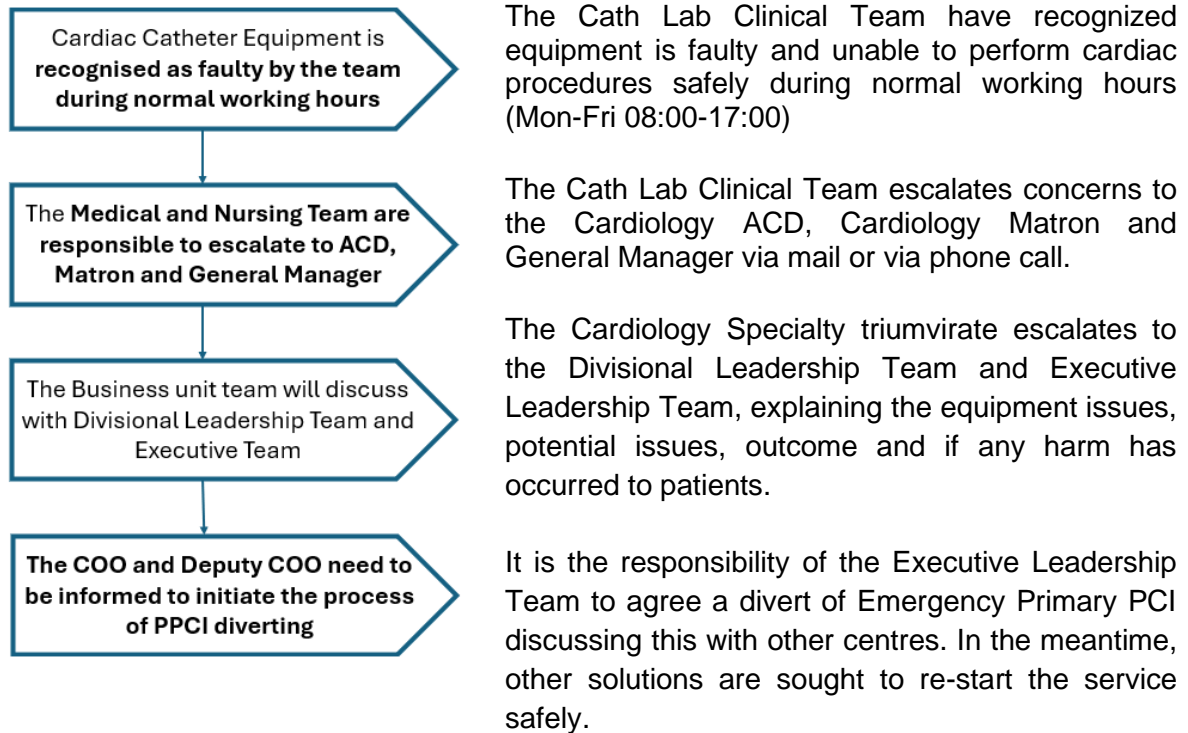 Cardiac Catheter Equipment is
recognised as faulty by the team
during normal working hours
The Cath Lab Clinical Team have recognized
equipment is faulty and unable to perform cardiac
procedures safely during normal working hours
(Mon-Fri 08:00-17:00)
The Medical and Nursing Team are
responsible to escalate to ACD,
Matron and General Manager
The Cath Lab Clinical Team escalates concerns to
the Cardiology ACD, Cardiology Matron and
General Manager via mail or via phone call.
The Business unit team will discuss
with Divisional Leadership Team and
Executive Team
The Cardiology Specialty triumvirate escalates to
the Divisional Leadership Team and Executive
Leadership Team, explaining the equipment issues,
potential issues, outcome and if any harm has
occurred to patients.
The COO and Deputy COO need to
be informed to initiate the process
of PPCI diverting
It is the responsibility of the Executive Leadership
Team to agree a divert of Emergency Primary PCI
discussing this with other centres. In the meantime,
other solutions are sought to re-start the service
safely.